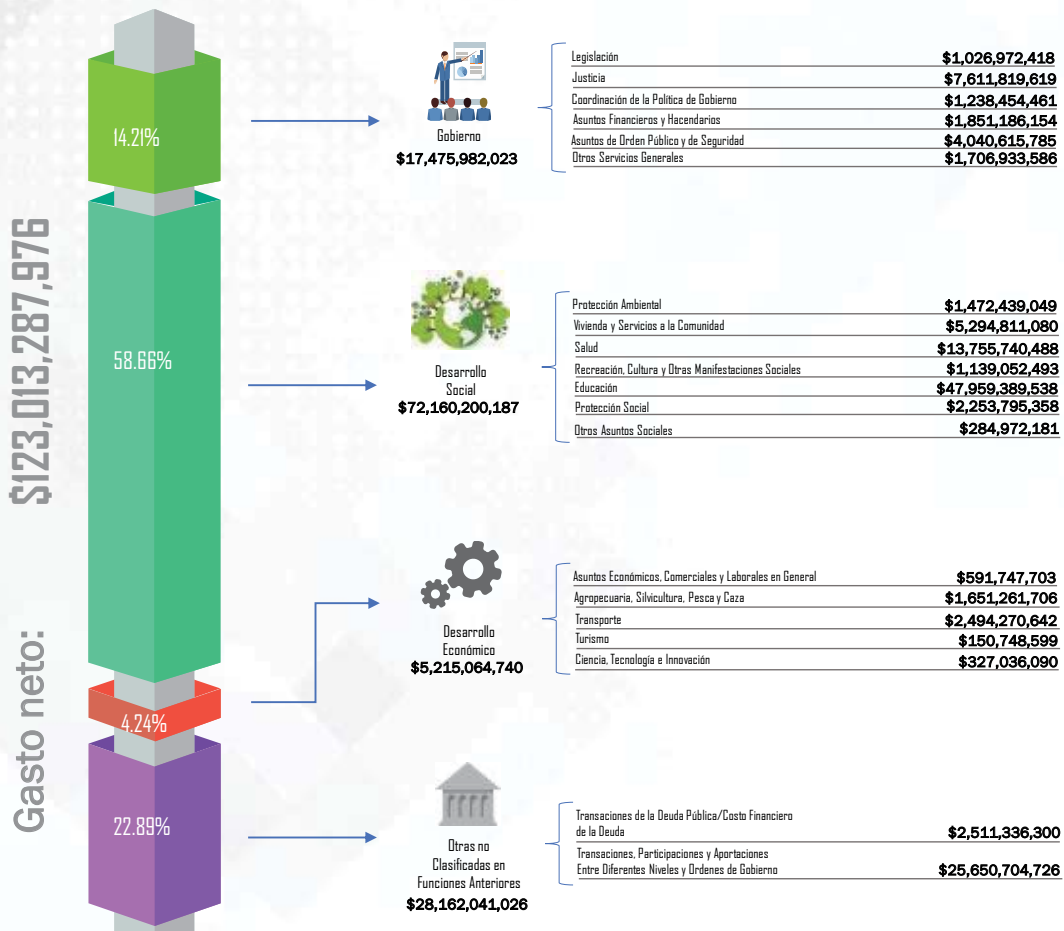 Gasto neto: $123,013,287,976
14.21%
Gobierno
$17,475,982,023
Legislación $1,026,972,418
Justicia $7,611,819,619
Coordinación de la Política de Gobierno $1,238,454,461
Asuntos Financieros y Hacendarios $1,851,186,154
Asuntos de Orden Público y de Seguridad $4,040,615,785
Otros Servicios Generales $1,706,933,586
58.66%
Desarrollo
Social
$72,160,200,187
Protección Ambiental $1,472,439,049
Vivienda y Servicios a la Comunidad $5,294,811,080
Salud $13,755,740,488
Recreación, Cultura y Otras Manifestaciones Sociales $1,139,052,493
Educación $47,959,389,538
Protección Social $2,253,795,358
Otros Asuntos Sociales $284,972,181
4.24%
Desarrollo
Económico
$5,215,064,740
Asuntos Económicos, Comerciales y Laborales en General $591,747,703
Agropecuaria, Silvicultura, Pesca y Caza $1,651,261,706
Transporte $2,494,270,642
Turismo $150,748,599
Ciencia, Tecnología e Innovación $327,036,090
22.89%
Otras no
Clasificadas en
Funciones Anteriores
$28,162,041,026
Transaciones de la Deuda Pública/Costo Financiero
de la Deuda $2,511,336,300
Transaciones, Participaciones y Aportaciones
Entre Diferentes Niveles y Ordenes de Gobierno $25,650,704,726